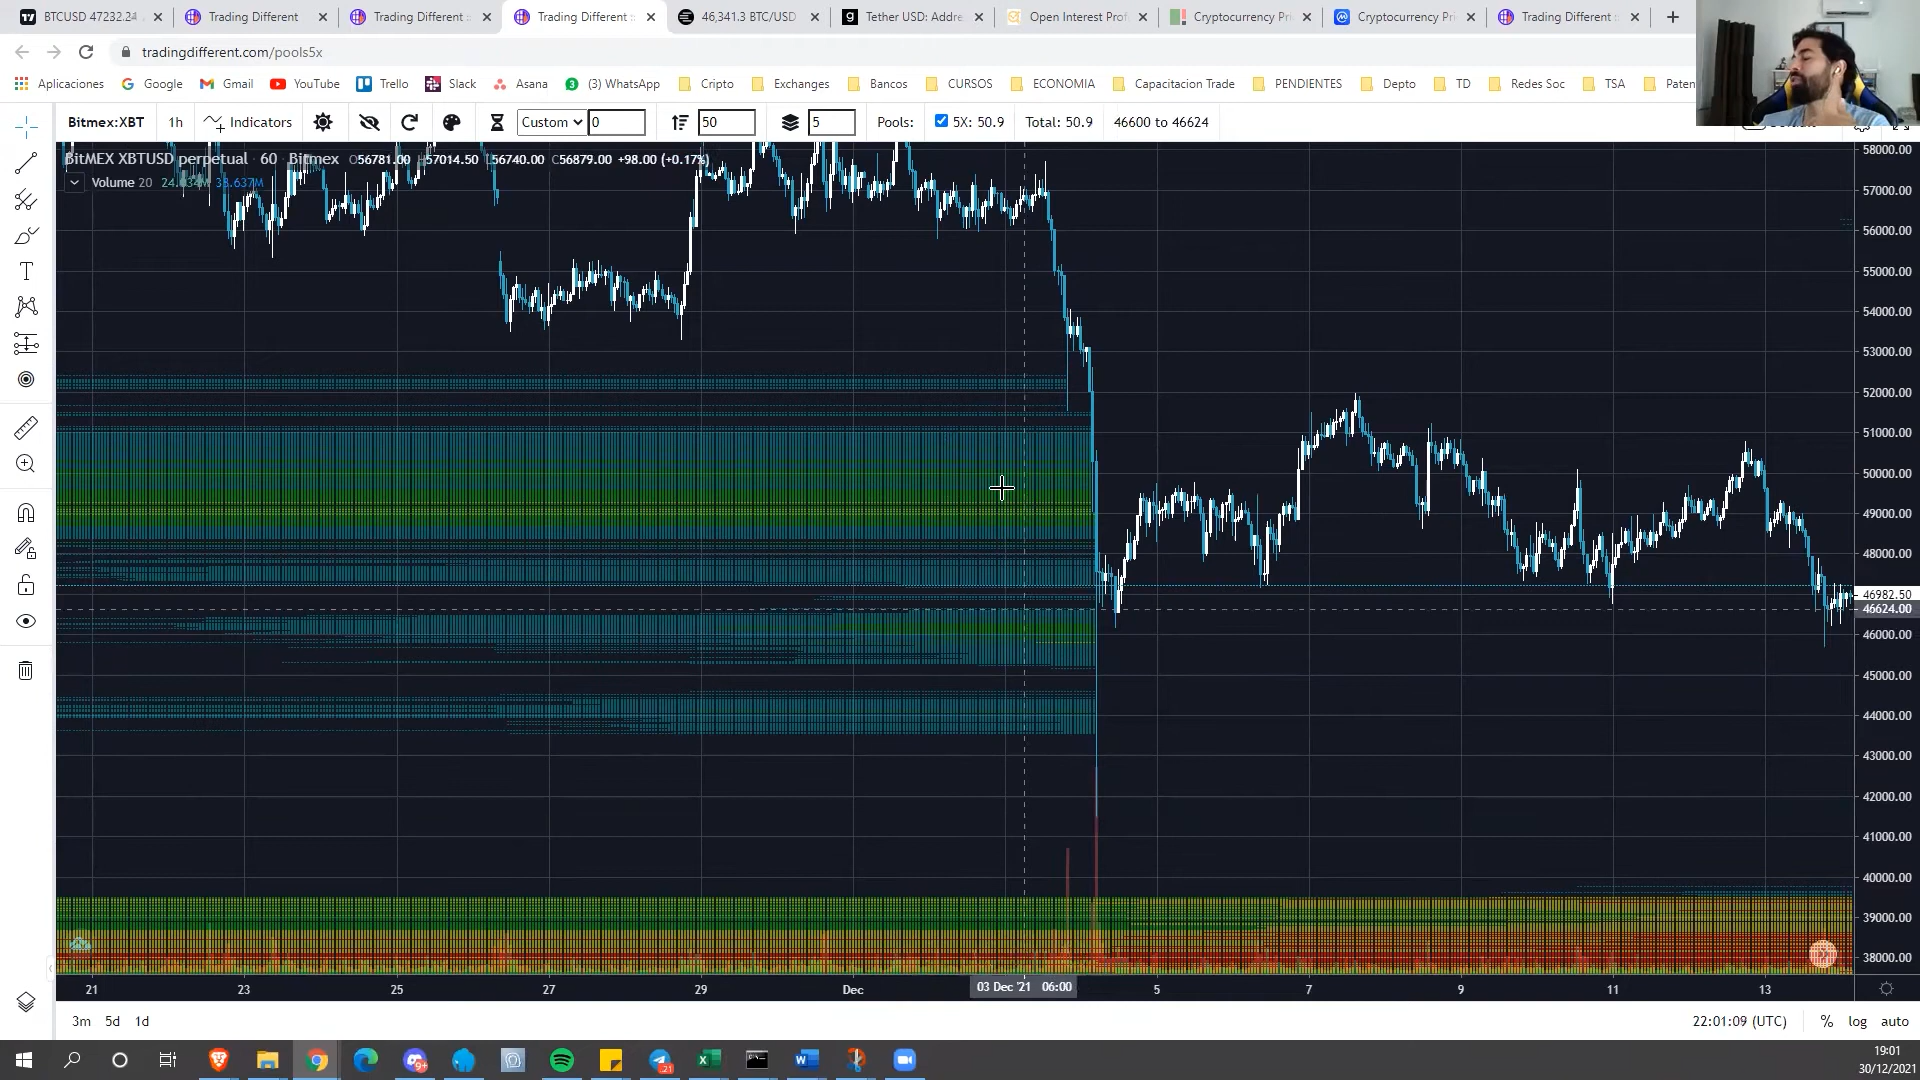 BTCUSD 47232.24
Trading Different
Trading Different ::
Trading Different ::
46,341.3 BTC/USD
Tether USD: Addre
Open Interest Prof
Cryptocurrency Pri
Cryptocurrency Pri
Trading Different ::
tradingdifferent.com/pools5x
Aplicaciones
Google
Gmail
YouTube
Trello
Slack
Asana
(3) WhatsApp
Cripto
Exchanges
Bancos
CURSOS
ECONOMIA
Capacitacion Trade
PENDIENTES
Depto
TD
Redes Soc
TSA
Paten
Bitmex:XBT 1h Indicators Custom 0 50 5 Pools: 5X: 50.9 Total: 50.9 46600 to 46624
BitMEX XBTUSD perpetual · 60 · Bitmex O56781.00 H57014.50 L56740.00 C56879.00 +98.00 (+0.17%)
Volume 20
58000.00
57000.00
56000.00
55000.00
54000.00
53000.00
52000.00
51000.00
50000.00
49000.00
48000.00
46982.50
46624.00
46000.00
45000.00
44000.00
43000.00
42000.00
41000.00
40000.00
39000.00
38000.00
21 23 25 27 29 Dec 03 Dec '21 06:00 5 7 9 11 13
3m 5d 1d
22:01:09 (UTC) % log auto
9+
21
19:01
30/12/2021